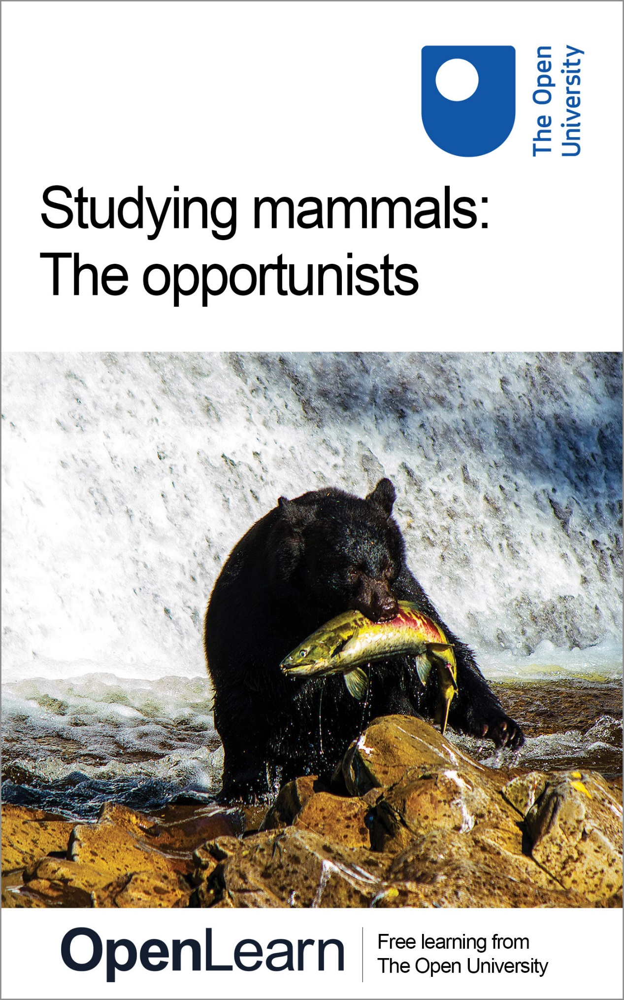 The Open
University
Studying mammals:
The opportunists
OpenLearn
Free learning from
The Open University